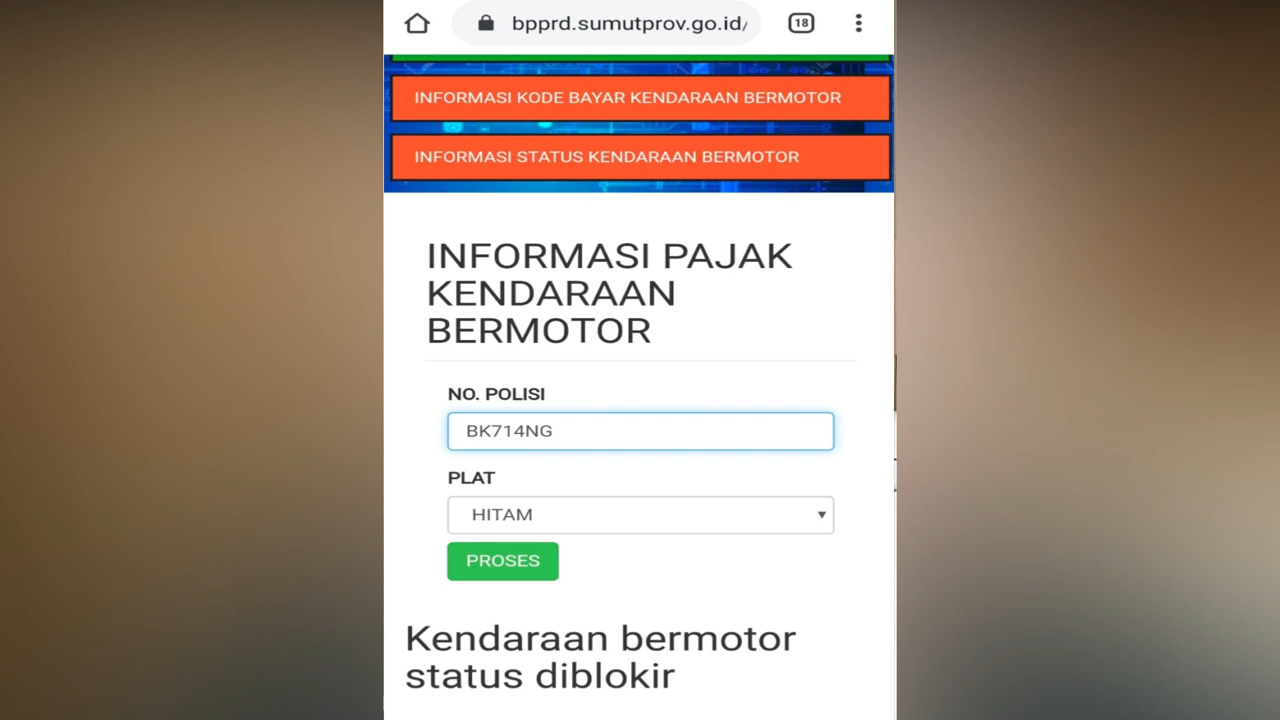 bpprd.sumutprov.go.id/
18
INFORMASI KODE BAYAR KENDARAAN BERMOTOR
INFORMASI STATUS KENDARAAN BERMOTOR
INFORMASI PAJAK
KENDARAAN
BERMOTOR
NO. POLISI
BK714NG
PLAT
HITAM
PROSES
Kendaraan bermotor
status diblokir